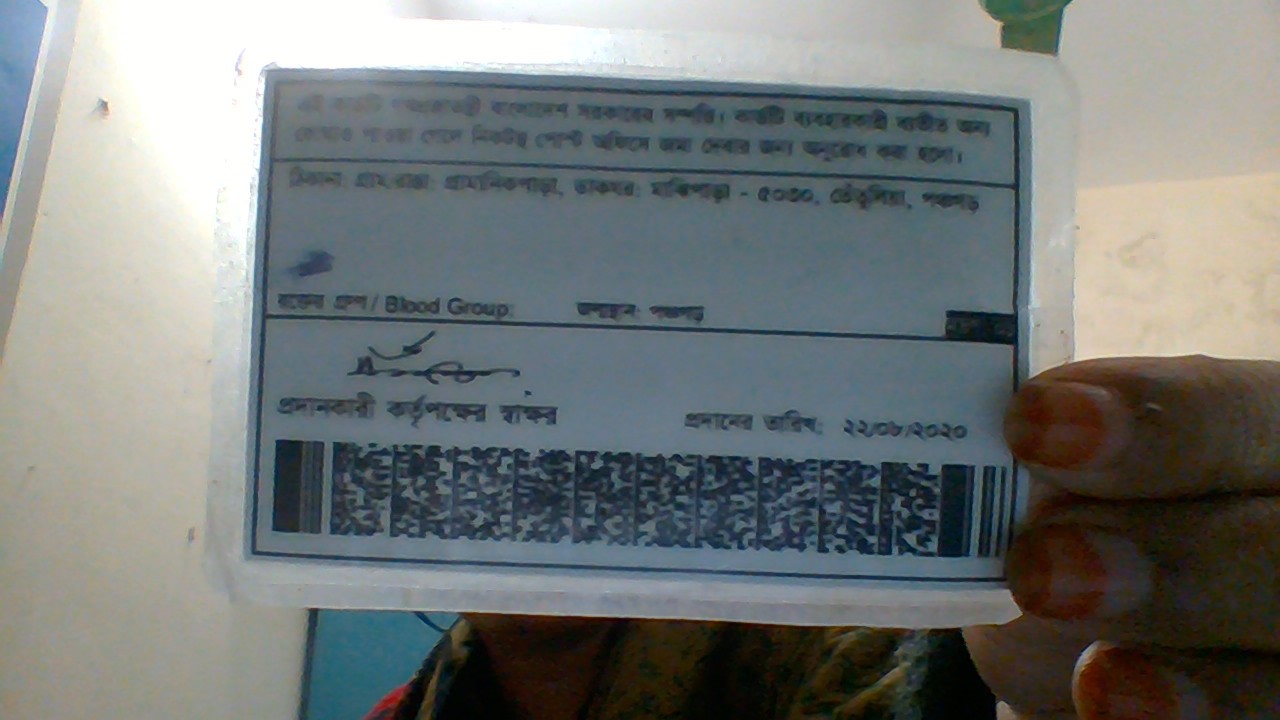 এই কার্ডটি গণপ্রজাতন্ত্রী বাংলাদেশ সরকারের সম্পত্তি। কার্ডটি ব্যবহারকারী ব্যতীত অন্য
কোথাও পাওয়া গেলে নিকটস্থ পোস্ট অফিসে জমা দেবার জন্য অনুরোধ করা হলো।
ঠিকানা: গ্রাম/রাস্তা: ডাকঘর: মাঝিপাড়া - ৫০৩০, তেঁতুলিয়া, পঞ্চগড়
রক্তের গ্রুপ / Blood Group: জন্মস্থান: পঞ্চগড়
প্রদানকারী কর্তৃপক্ষের স্বাক্ষর প্রদানের তারিখ: ২২/০৮/২০২০